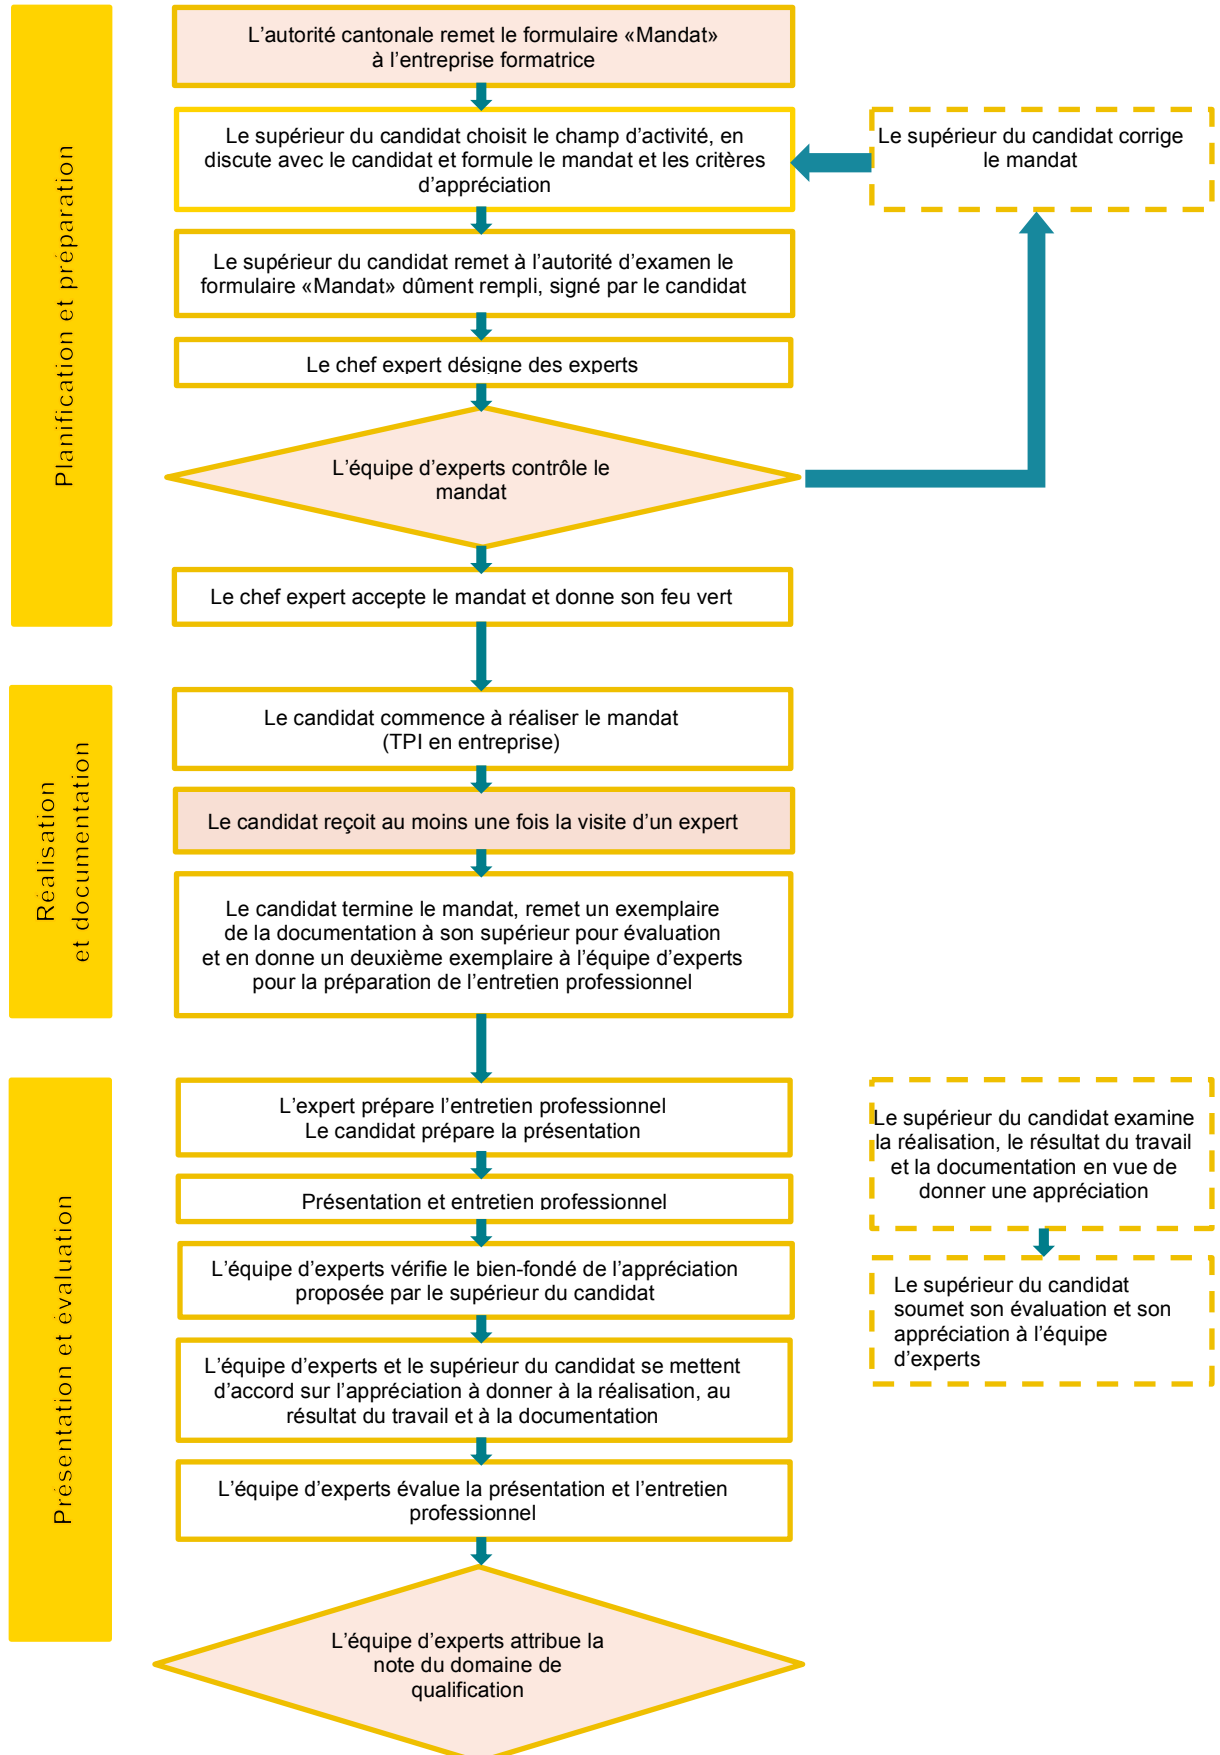 Planification et préparation
L'autorité cantonale remet le formulaire «Mandat»
à l'entreprise formatrice
Le supérieur du candidat choisit le champ d'activité, en
discute avec le candidat et formule le mandat et les critères
d'appréciation
Le supérieur du candidat corrige
le mandat
Le supérieur du candidat remet à l'autorité d'examen le
formulaire «Mandat» dûment rempli, signé par le candidat
Le chef expert désigne des experts
L'équipe d'experts contrôle le
mandat
Le chef expert accepte le mandat et donne son feu vert
Réalisation
et documentation
Le candidat commence à réaliser le mandat
(TPI en entreprise)
Le candidat reçoit au moins une fois la visite d'un expert
Le candidat termine le mandat, remet un exemplaire
de la documentation à son supérieur pour évaluation
et en donne un deuxième exemplaire à l'équipe d'experts
pour la préparation de l'entretien professionnel
Présentation et évaluation
L'expert prépare l'entretien professionnel
Le candidat prépare la présentation
Présentation et entretien professionnel
L'équipe d'experts vérifie le bien-fondé de l'appréciation
proposée par le supérieur du candidat
L'équipe d'experts et le supérieur du candidat se mettent
d'accord sur l'appréciation à donner à la réalisation, au
résultat du travail et à la documentation
L'équipe d'experts évalue la présentation et l'entretien
professionnel
L'équipe d'experts attribue la
note du domaine de
qualification
Le supérieur du candidat examine
la réalisation, le résultat du travail
et la documentation en vue de
donner une appréciation
Le supérieur du candidat
soumet son évaluation et son
appréciation à l'équipe
d'experts